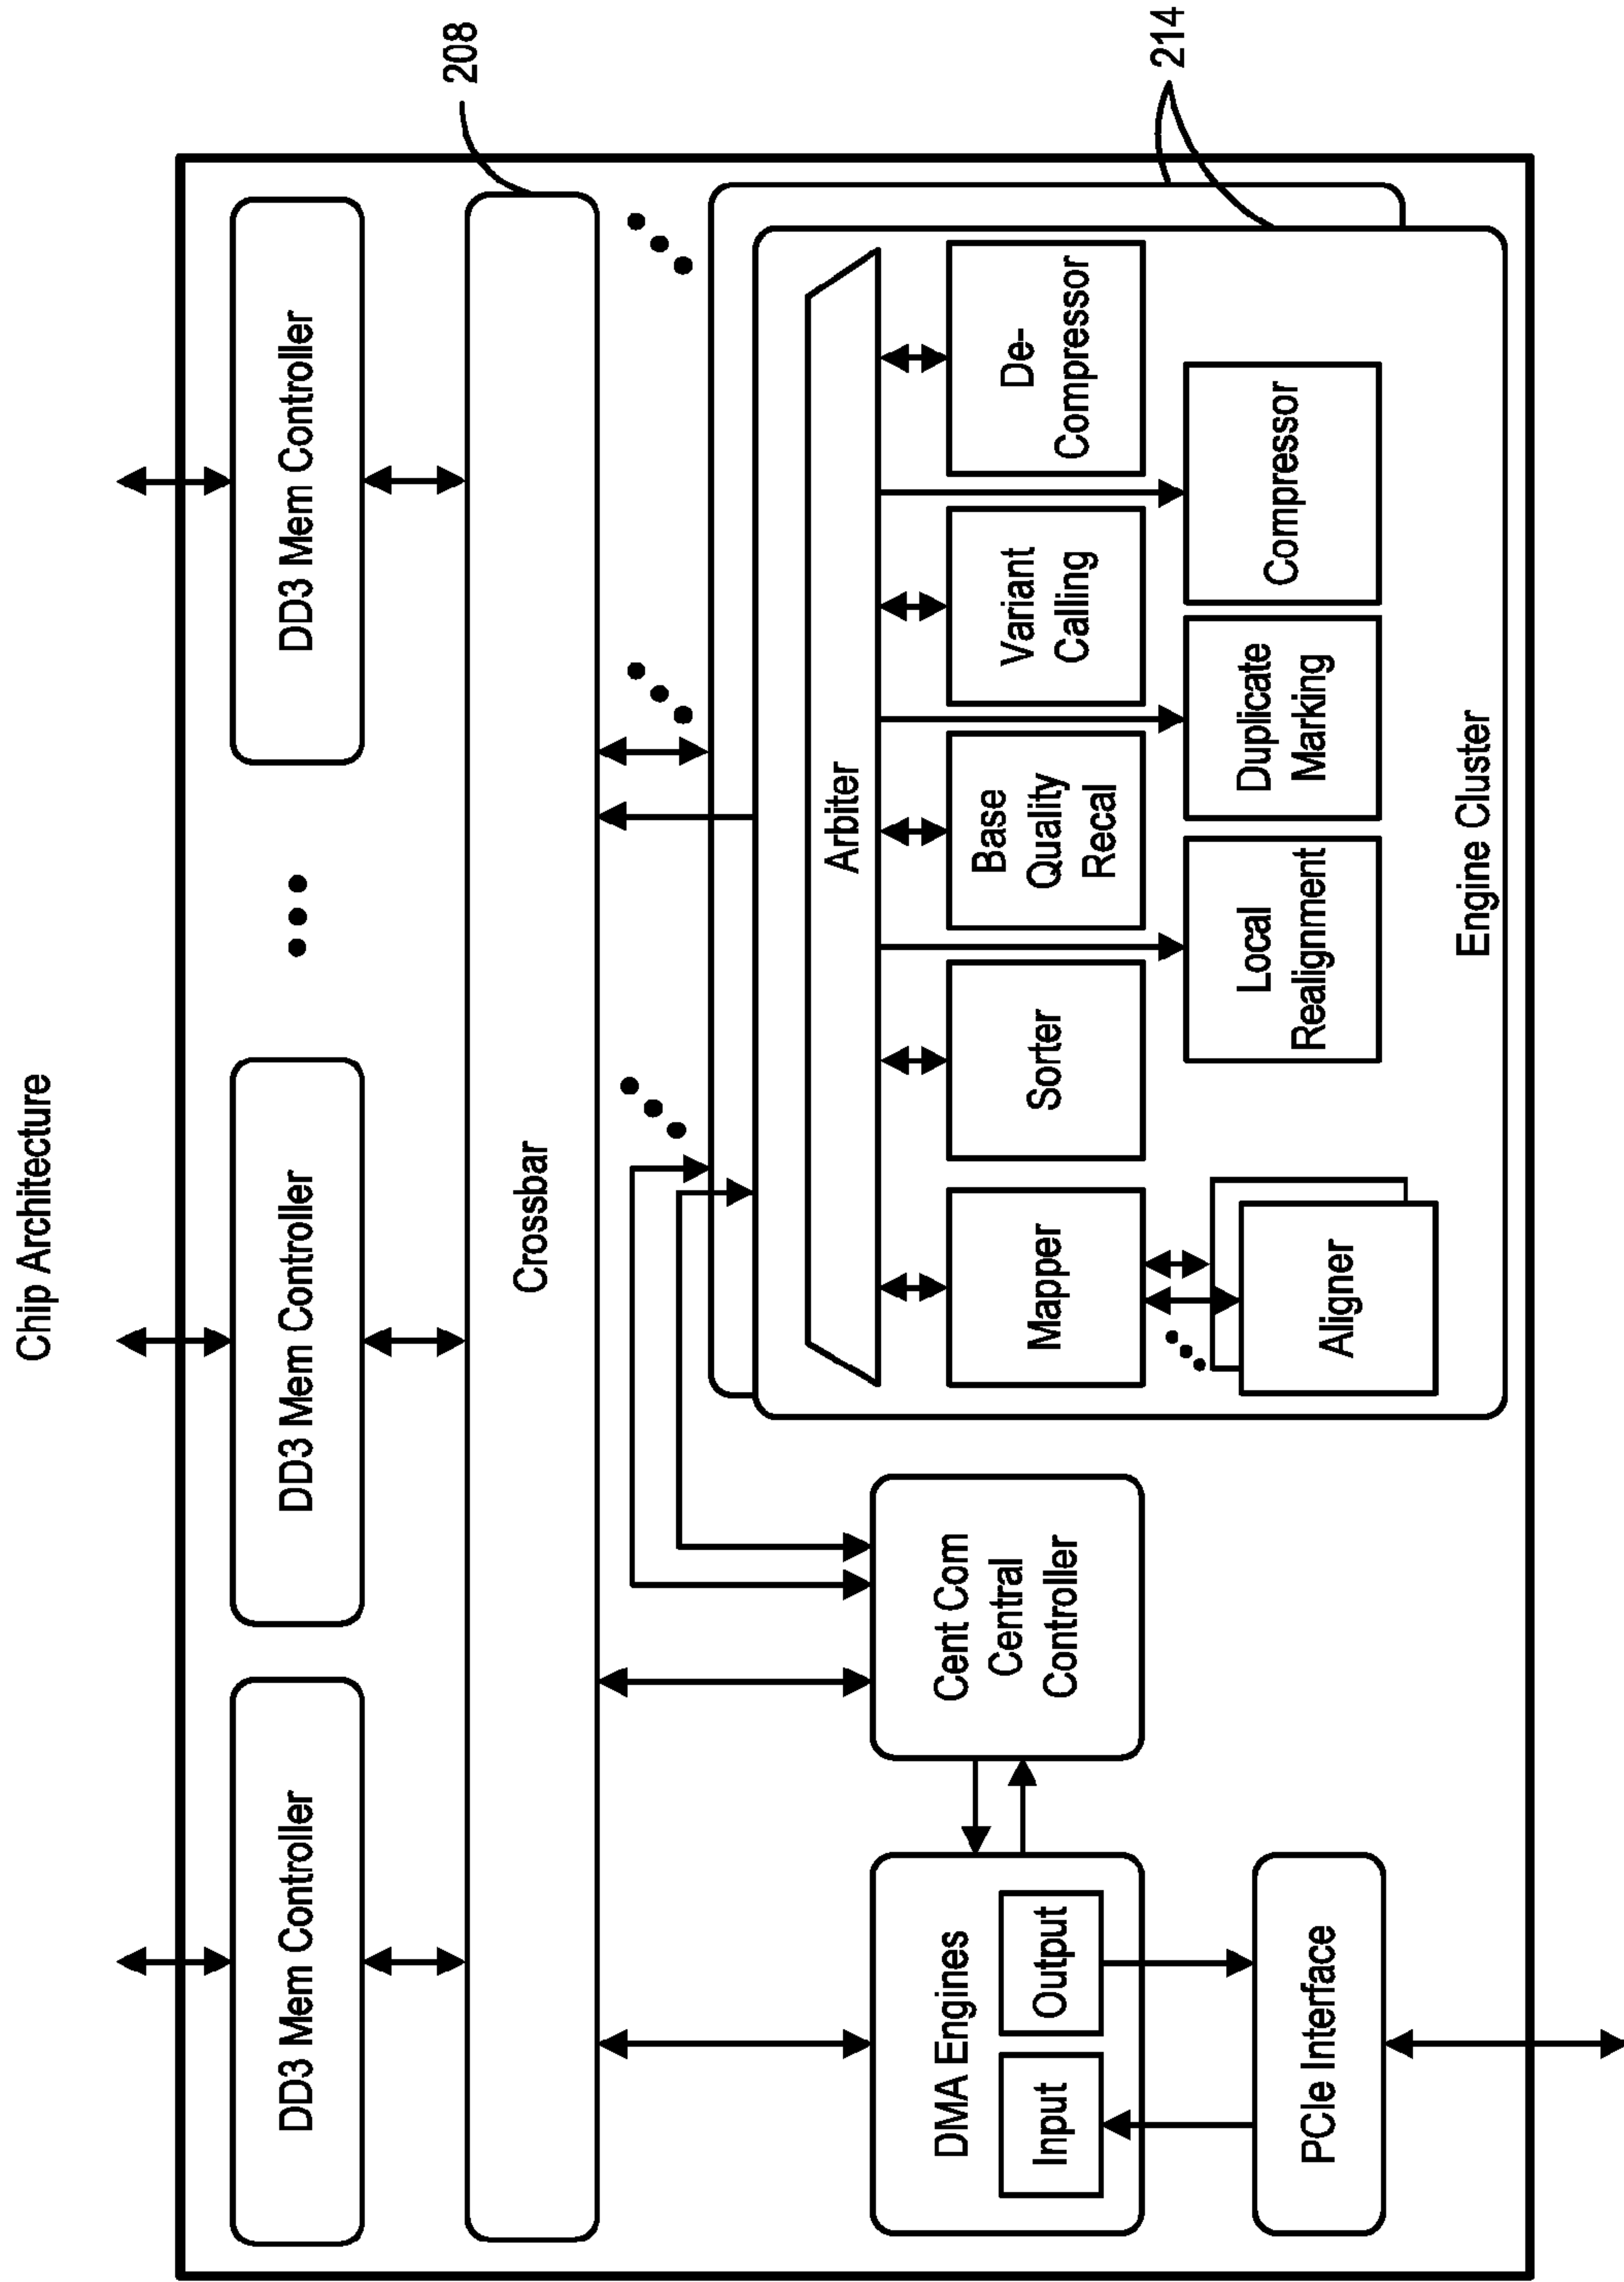 Chip Architecture
DD3 Mem Controller
DD3 Mem Controller
DD3 Mem Controller
208
Crossbar
214
Arbiter
Mapper
Sorter
Base
Quality
Recal
Variant
Calling
De-
Compressor
Aligner
Local
Realignment
Duplicate
Marking
Compressor
Engine Cluster
Cent Com
Central
Controller
DMA Engines
Input
Output
PCIe Interface